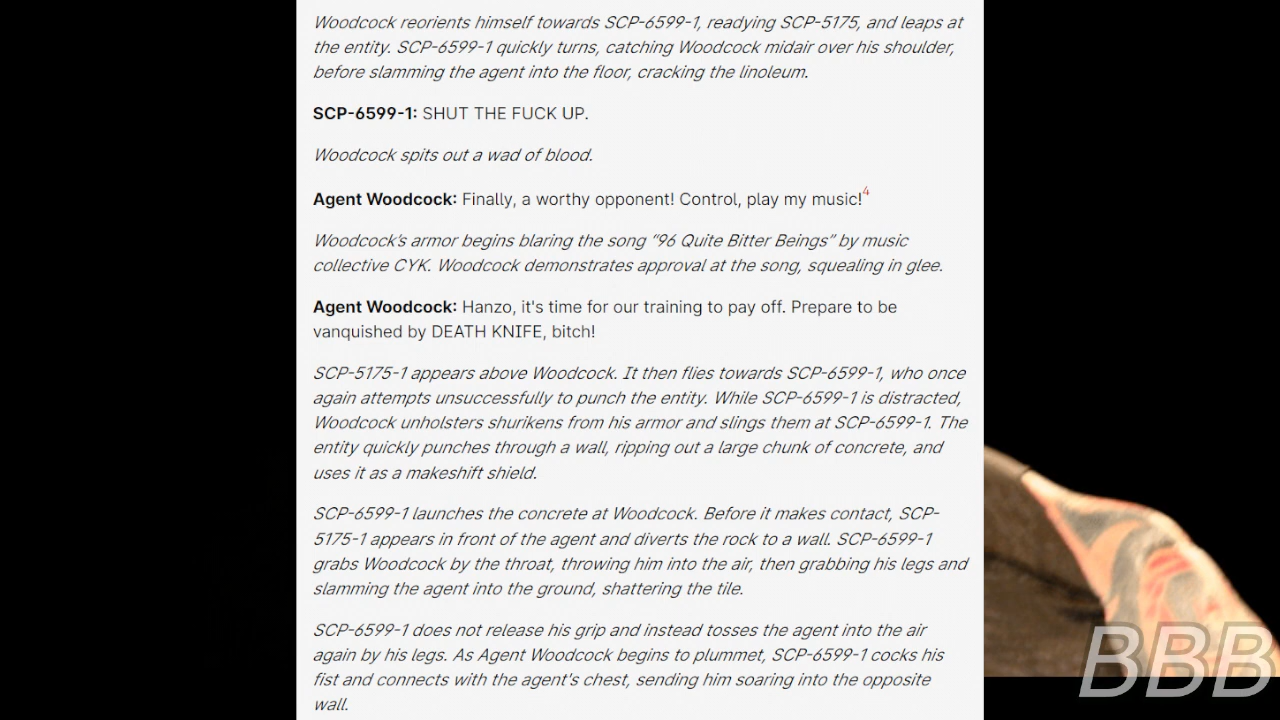 Woodcock reorients himself towards SCP-6599-1, readying SCP-5175, and leaps at
the entity. SCP-6599-1 quickly turns, catching Woodcock midair over his shoulder,
before slamming the agent into the floor, cracking the linoleum.
SCP-6599-1: SHUT THE FUCK UP.
Woodcock spits out a wad of blood.
Agent Woodcock: Finally, a worthy opponent! Control, play my music!4
Woodcock's armor begins blaring the song “96 Quite Bitter Beings” by music
collective CYK. Woodcock demonstrates approval at the song, squealing in glee.
Agent Woodcock: Hanzo, it's time for our training to pay off. Prepare to be
vanquished by DEATH KNIFE, bitch!
SCP-5175-1 appears above Woodcock. It then flies towards SCP-6599-1, who once
again attempts unsuccessfully to punch the entity. While SCP-6599-1 is distracted,
Woodcock unholsters shurikens from his armor and slings them at SCP-6599-1. The
entity quickly punches through a wall, ripping out a large chunk of concrete, and
uses it as a makeshift shield.
SCP-6599-1 launches the concrete at Woodcock. Before it makes contact, SCP-
5175-1 appears in front of the agent and diverts the rock to a wall. SCP-6599-1
grabs Woodcock by the throat, throwing him into the air, then grabbing his legs and
slamming the agent into the ground, shattering the tile.
SCP-6599-1 does not release his grip and instead tosses the agent into the air
again by his legs. As Agent Woodcock begins to plummet, SCP-6599-1 cocks his
fist and connects with the agent's chest, sending him soaring into the opposite
wall.
BBB